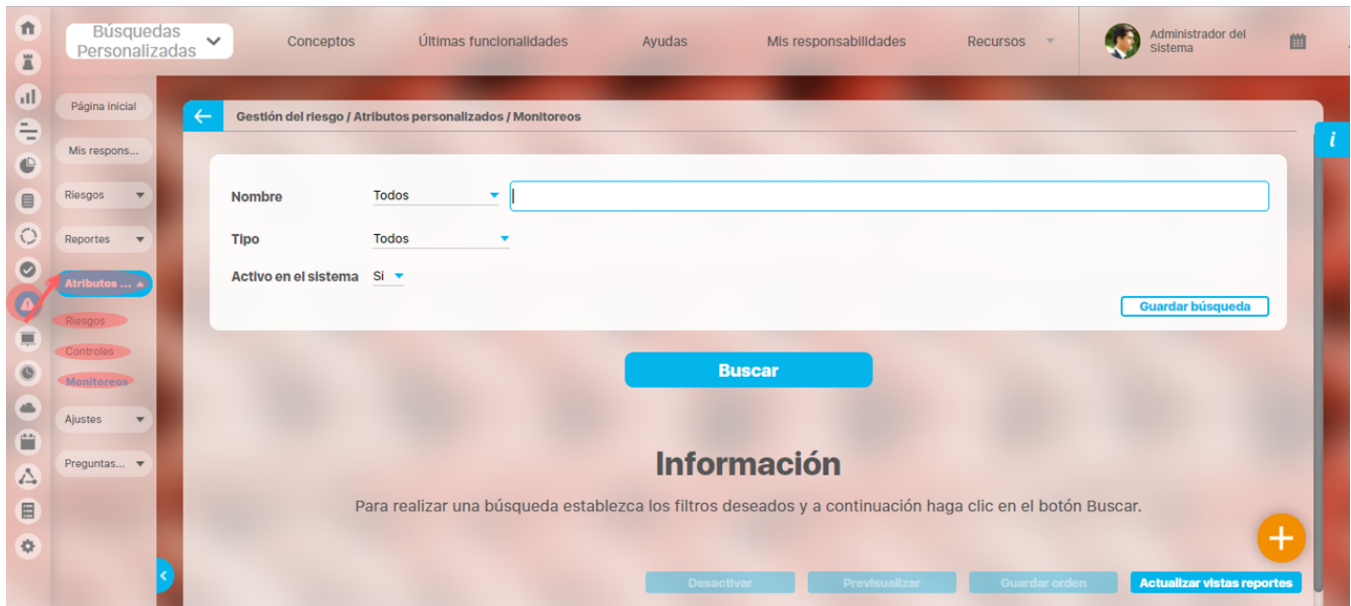 Búsquedas
Personalizadas
Conceptos
Últimas funcionalidades
Ayudas
Mis responsabilidades
Recursos
Administrador del
Sistema
Página inicial
Mis respons...
Riesgos
Reportes
Atributos ...
Riesgos
Controles
Monitoreos
Ajustes
Preguntas...
Gestión del riesgo / Atributos personalizados / Monitoreos
i
Nombre Todos
Tipo Todos
Activo en el sistema Si
Guardar búsqueda
Buscar
Información
Para realizar una búsqueda establezca los filtros deseados y a continuación haga clic en el botón Buscar.
Desactivar Previsualizar Guardar orden Actualizar vistas reportes